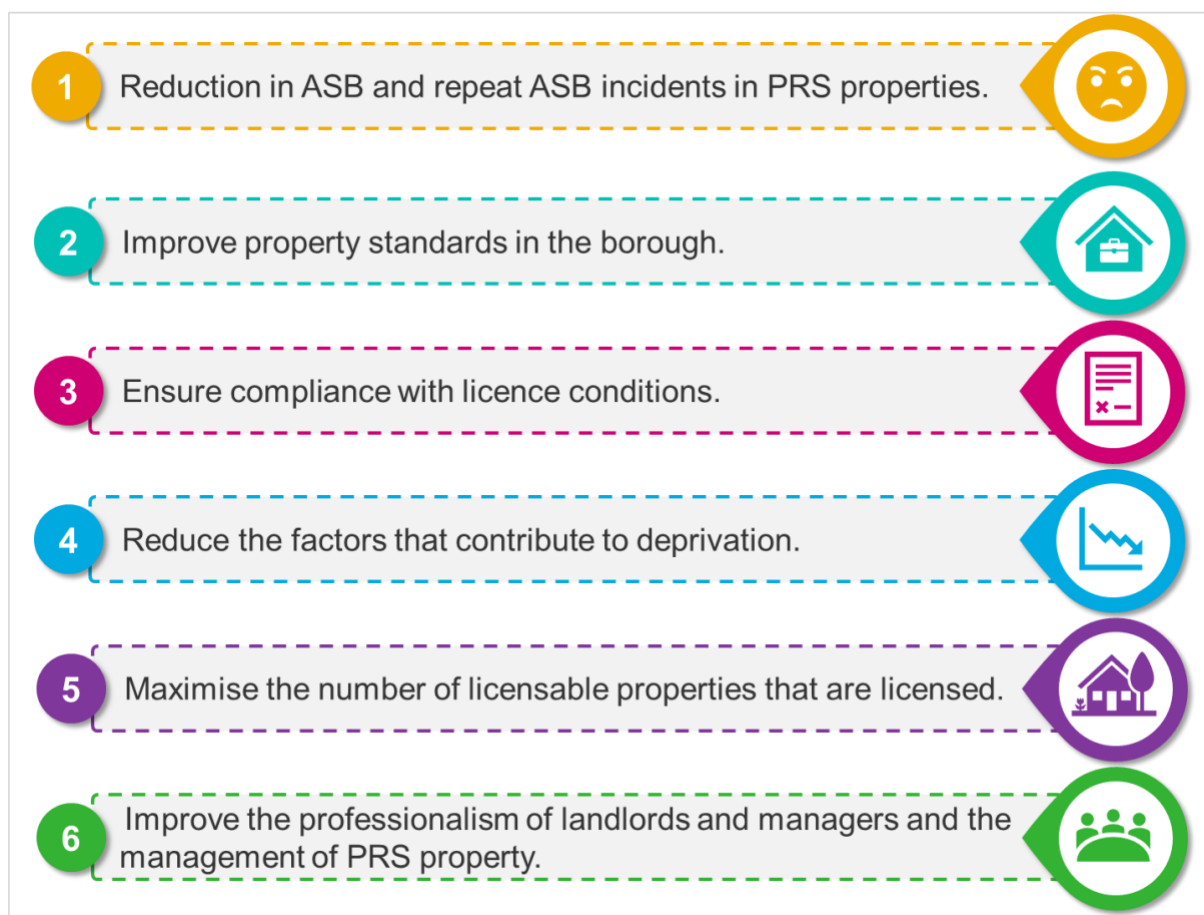 1
Reduction in ASB and repeat ASB incidents in PRS properties.
2
Improve property standards in the borough.
3
Ensure compliance with licence conditions.
4
Reduce the factors that contribute to deprivation.
5
Maximise the number of licensable properties that are licensed.
6
Improve the professionalism of landlords and managers and the
management of PRS property.